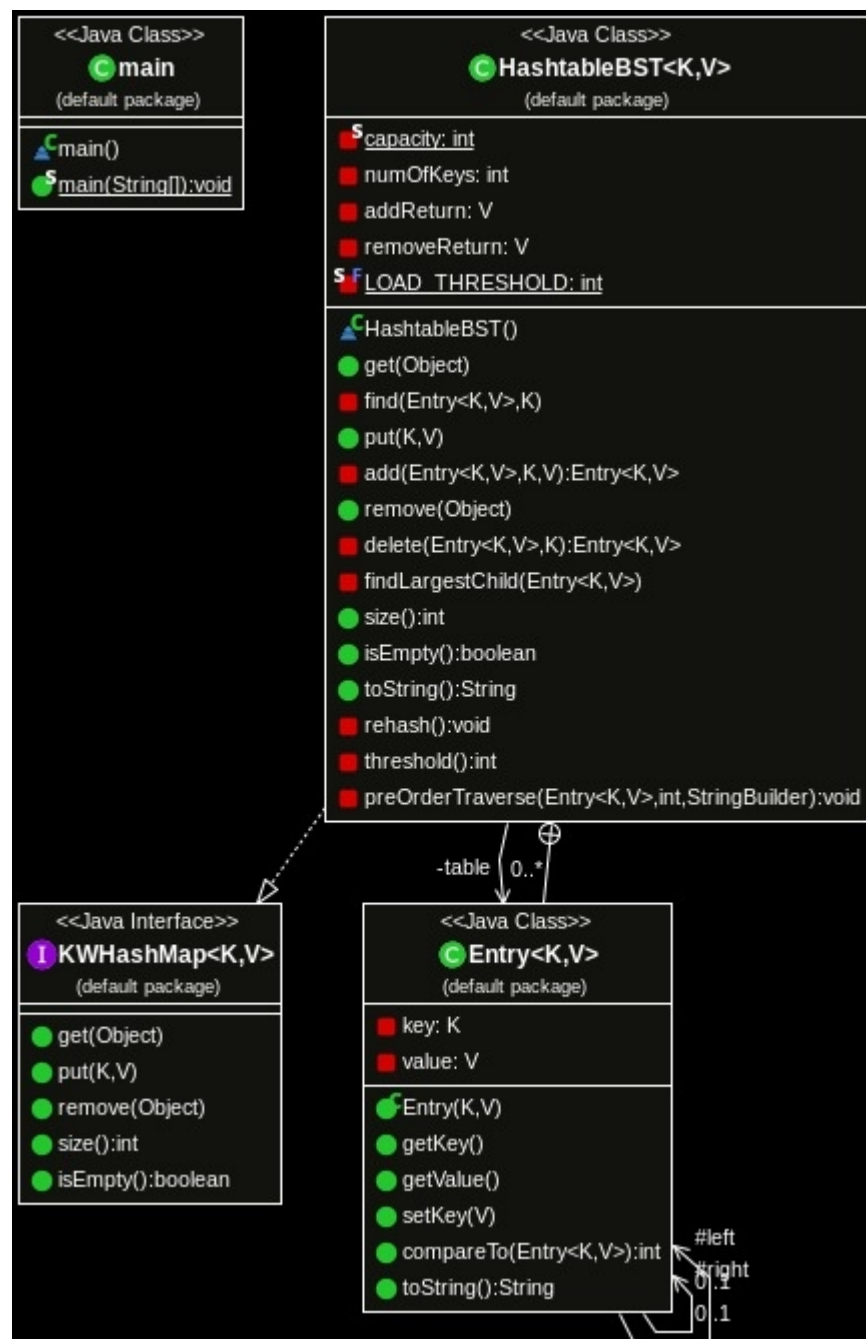 <<Java Class>>
main
(default package)
main()
main(String[]):void
<<Java Class>>
HashtableBST<K,V>
(default package)
capacity: int
numOfKeys: int
addReturn: V
removeReturn: V
LOAD_THRESHOLD: int
HashtableBST()
get(Object)
find(Entry<K,V>,K)
put(K,V)
add(Entry<K,V>,K,V):Entry<K,V>
remove(Object)
delete(Entry<K,V>,K):Entry<K,V>
findLargestChild(Entry<K,V>)
size():int
isEmpty():boolean
toString():String
rehash():void
threshold():int
preOrderTraverse(Entry<K,V>,int,StringBuilder):void
-table 0..*
<<Java Interface>>
KWHashMap<K,V>
(default package)
get(Object)
put(K,V)
remove(Object)
size():int
isEmpty():boolean
<<Java Class>>
Entry<K,V>
(default package)
key: K
value: V
Entry(K,V)
getKey()
getValue()
setKey(V)
compareTo(Entry<K,V>):int
toString():String
#left
#right
0..1
0..1